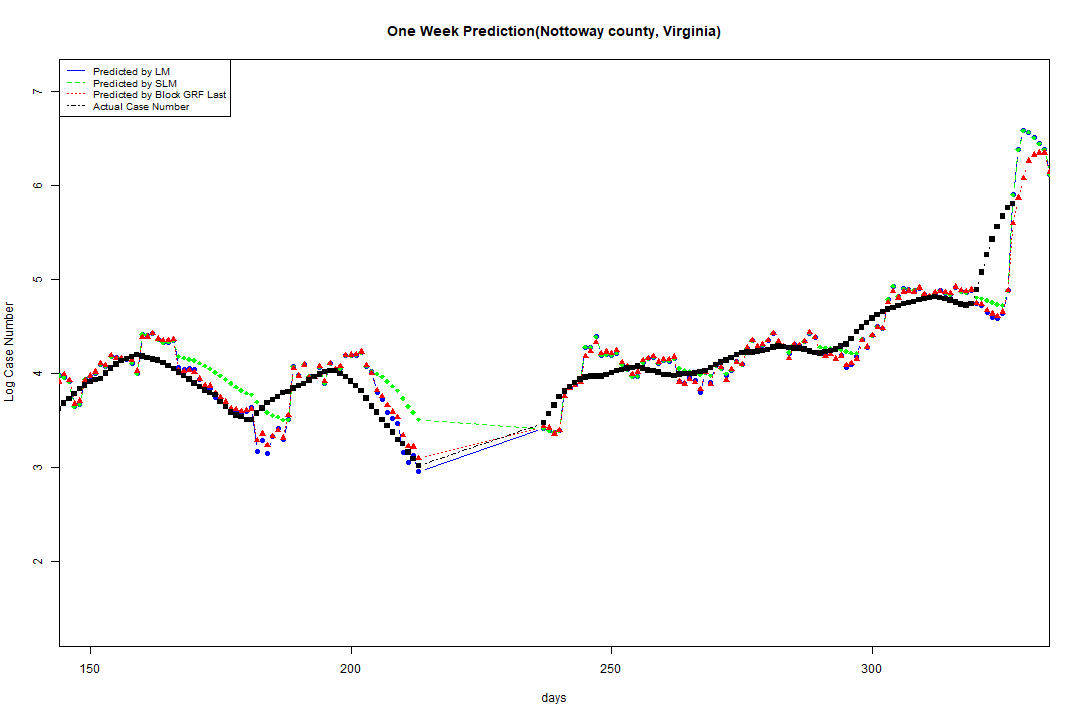 One Week Prediction(Nottoway county, Virginia)
Predicted by LM
Predicted by SLM
Predicted by Block GRF Last
Actual Case Number
7
6
5
4
3
2
Log Case Number
150 200 250 300
days